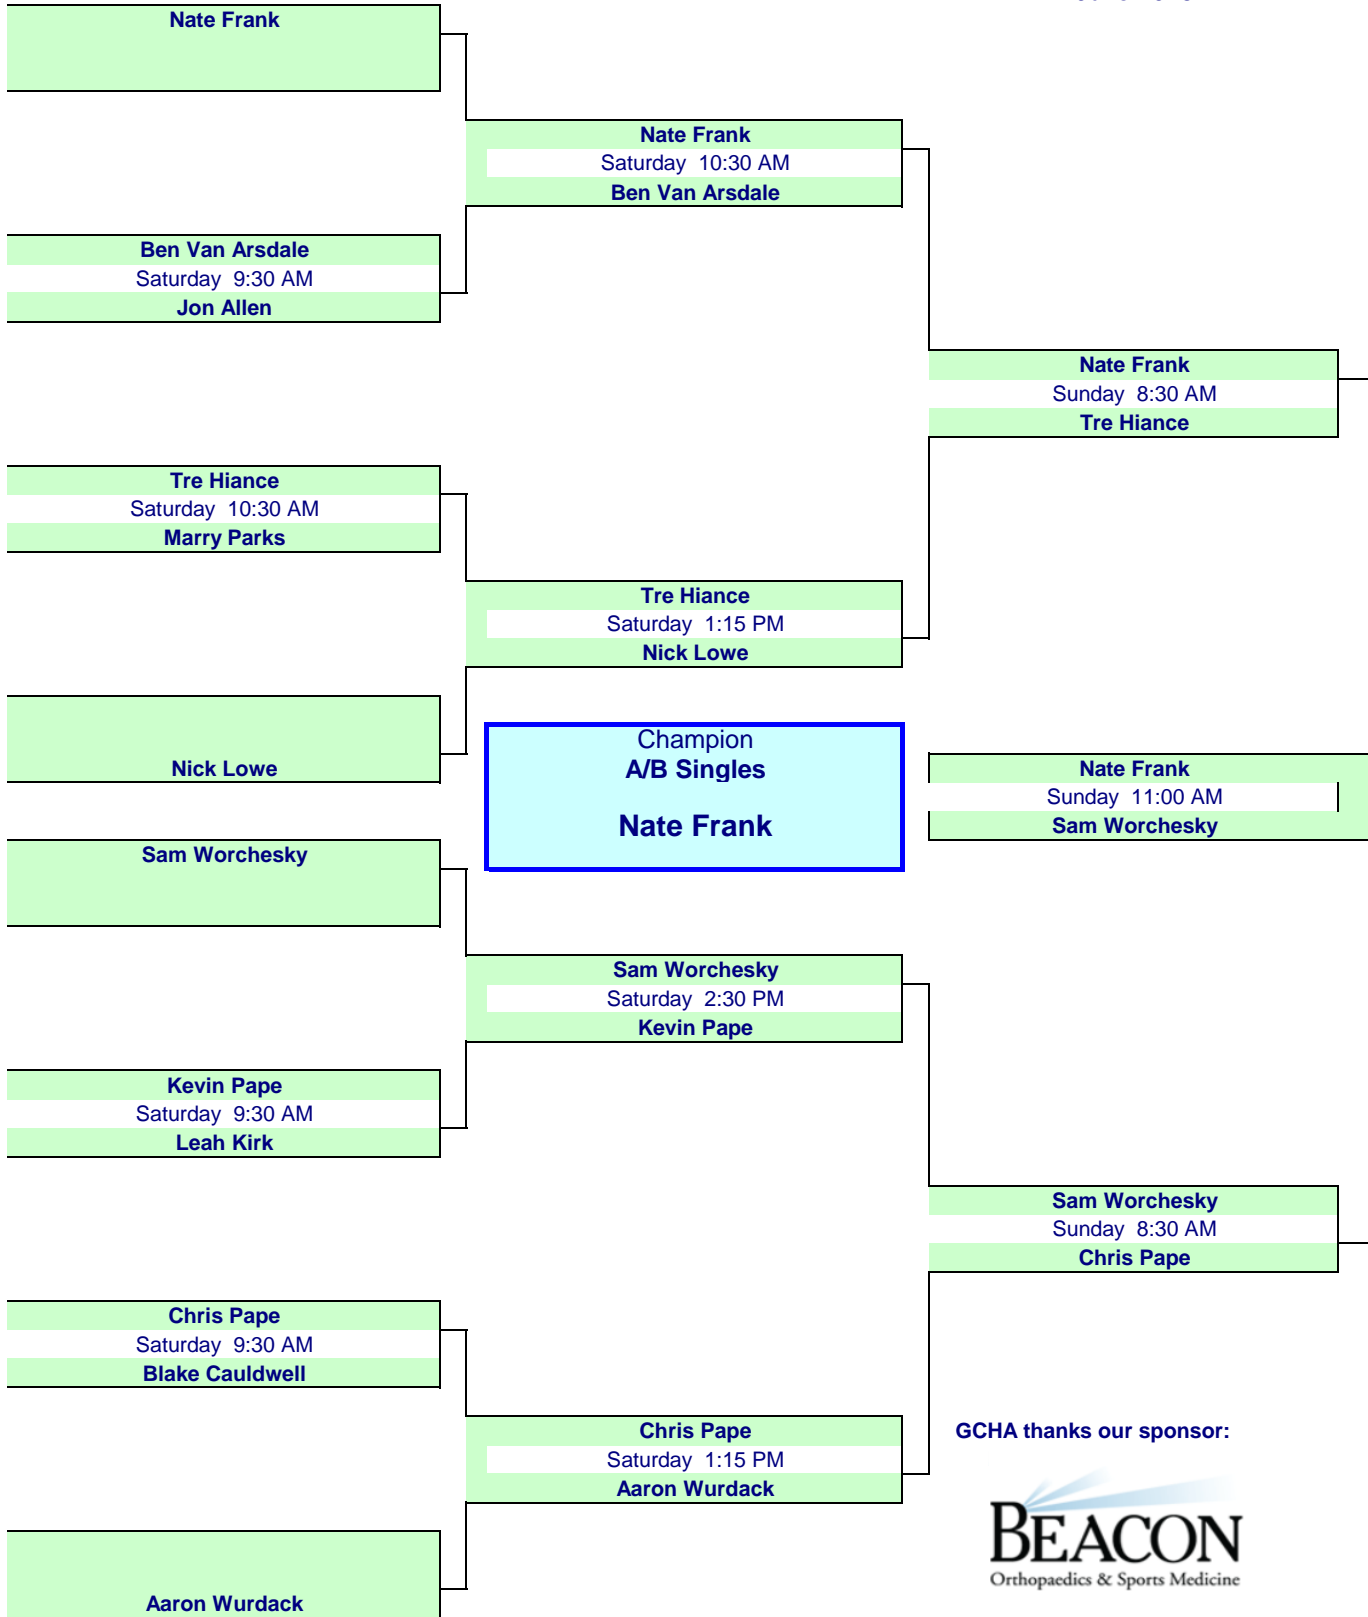 Nate Frank
Nate Frank
Saturday 10:30 AM
Ben Van Arsdale
Ben Van Arsdale
Saturday 9:30 AM
Jon Allen
Nate Frank
Sunday 8:30 AM
Tre Hiance
Tre Hiance
Saturday 10:30 AM
Marry Parks
Tre Hiance
Saturday 1:15 PM
Nick Lowe
Nick Lowe
Champion
A/B Singles
Nate Frank
Nate Frank
Sunday 11:00 AM
Sam Worchesky
Sam Worchesky
Sam Worchesky
Saturday 2:30 PM
Kevin Pape
Kevin Pape
Saturday 9:30 AM
Leah Kirk
Sam Worchesky
Sunday 8:30 AM
Chris Pape
Chris Pape
Saturday 9:30 AM
Blake Cauldwell
Chris Pape
Saturday 1:15 PM
Aaron Wurdack
Aaron Wurdack
GCHA thanks our sponsor:
BEACON
Orthopaedics & Sports Medicine